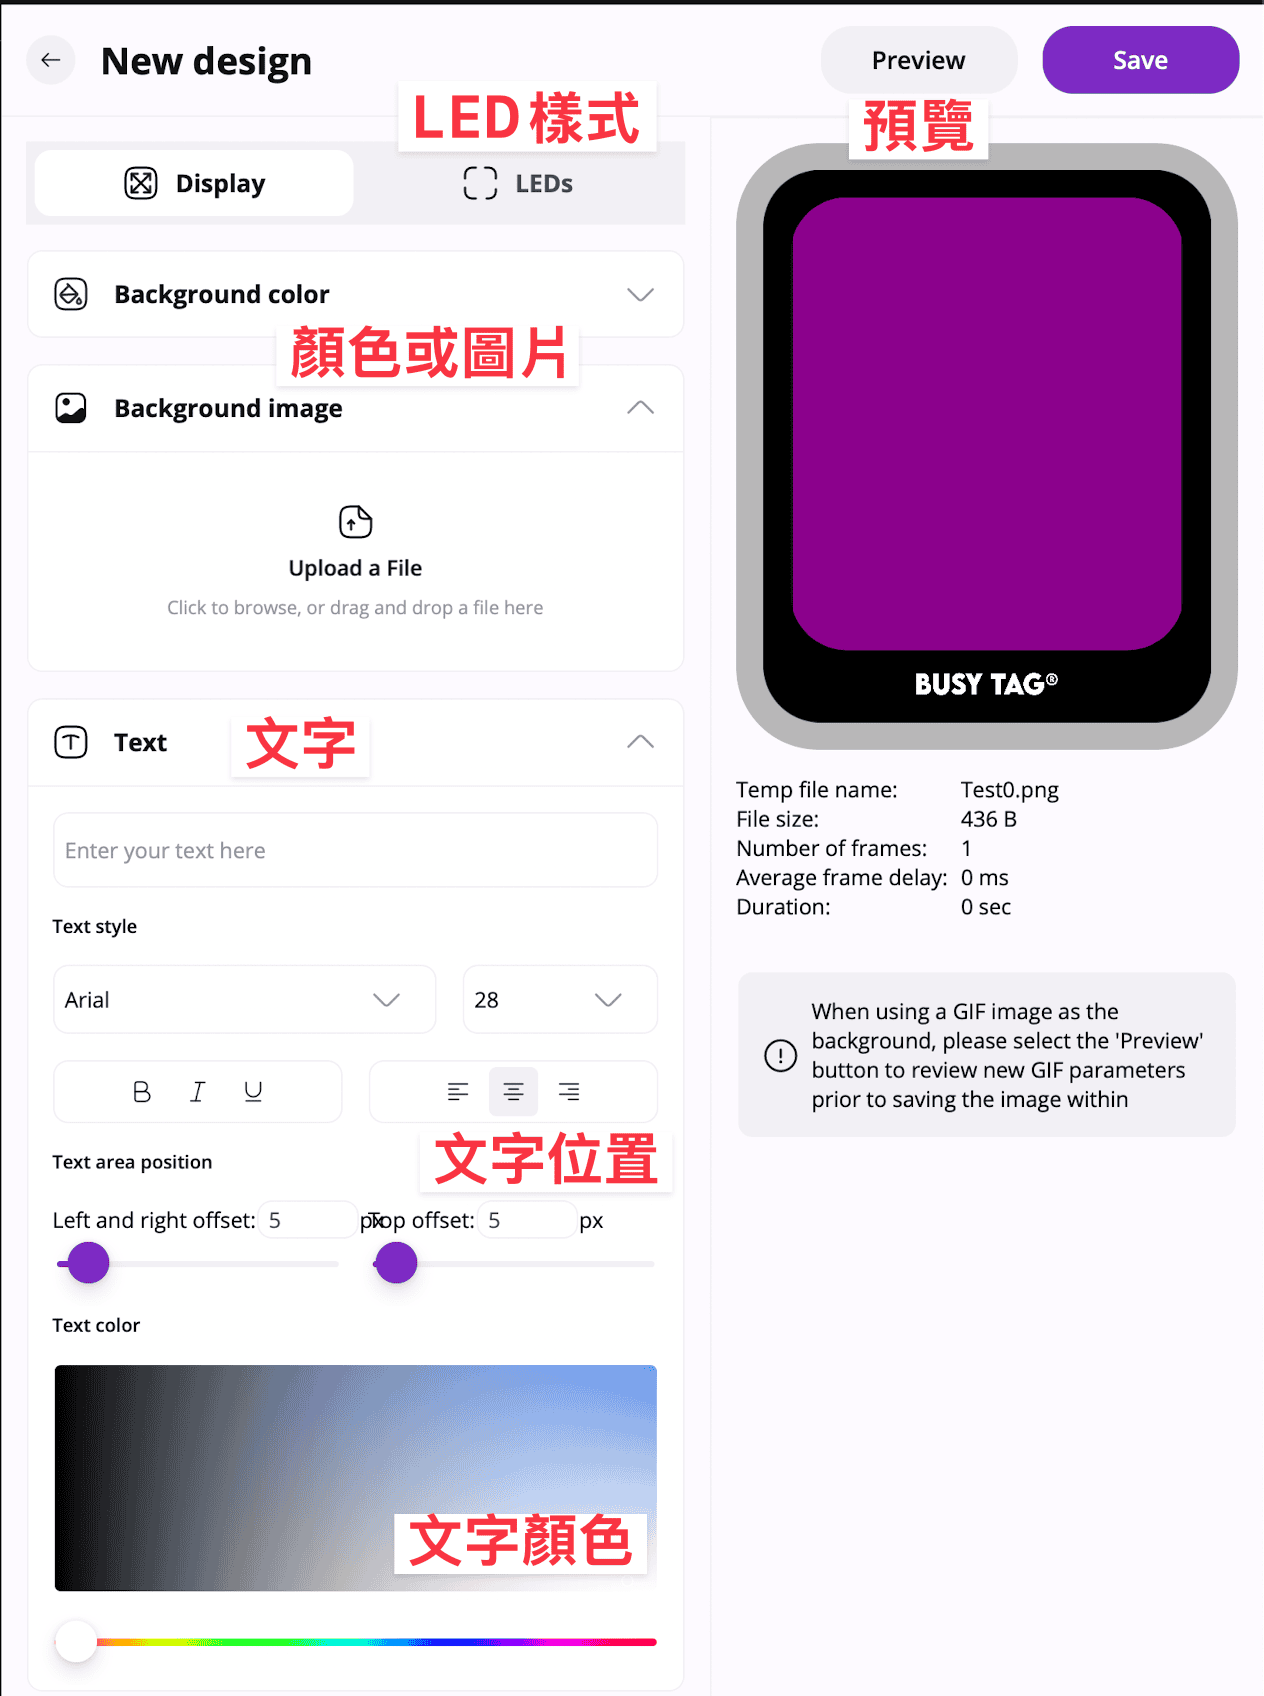 New design
Preview
Save
LED樣式
預覽
Display
LEDs
Background color
顏色或圖片
Background image
Upload a File
Click to browse, or drag and drop a file here
BUSY TAG®
Text
文字
Enter your text here
Text style
Arial
28
B I U
Text area position
文字位置
Left and right offset: 5 px
Top offset: 5 px
Text color
文字顏色
Temp file name: Test0.png
File size: 436 B
Number of frames: 1
Average frame delay: 0 ms
Duration: 0 sec
When using a GIF image as the
background, please select the 'Preview'
button to review new GIF parameters
prior to saving the image within